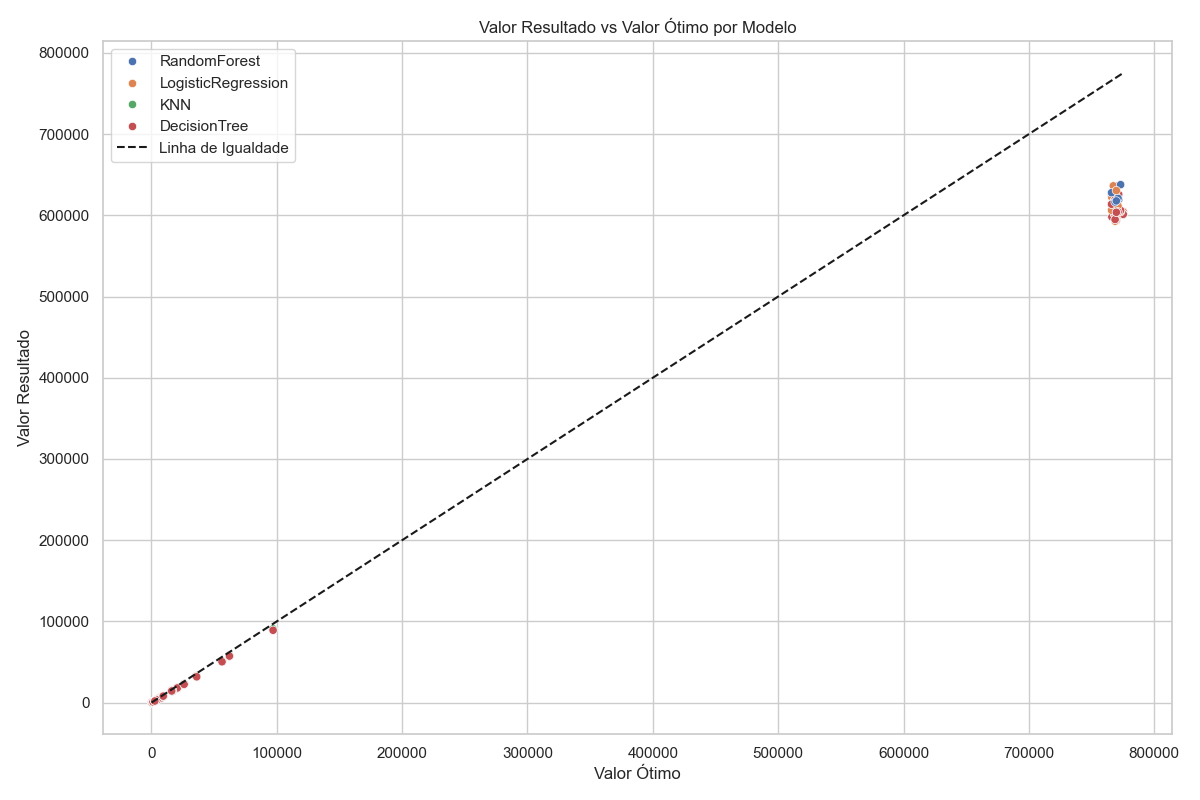 Valor Resultado vs Valor Ótimo por Modelo
RandomForest
LogisticRegression
KNN
DecisionTree
Linha de Igualdade
800000
700000
600000
500000
400000
300000
200000
100000
0
Valor Resultado
0 100000 200000 300000 400000 500000 600000 700000 800000
Valor Ótimo